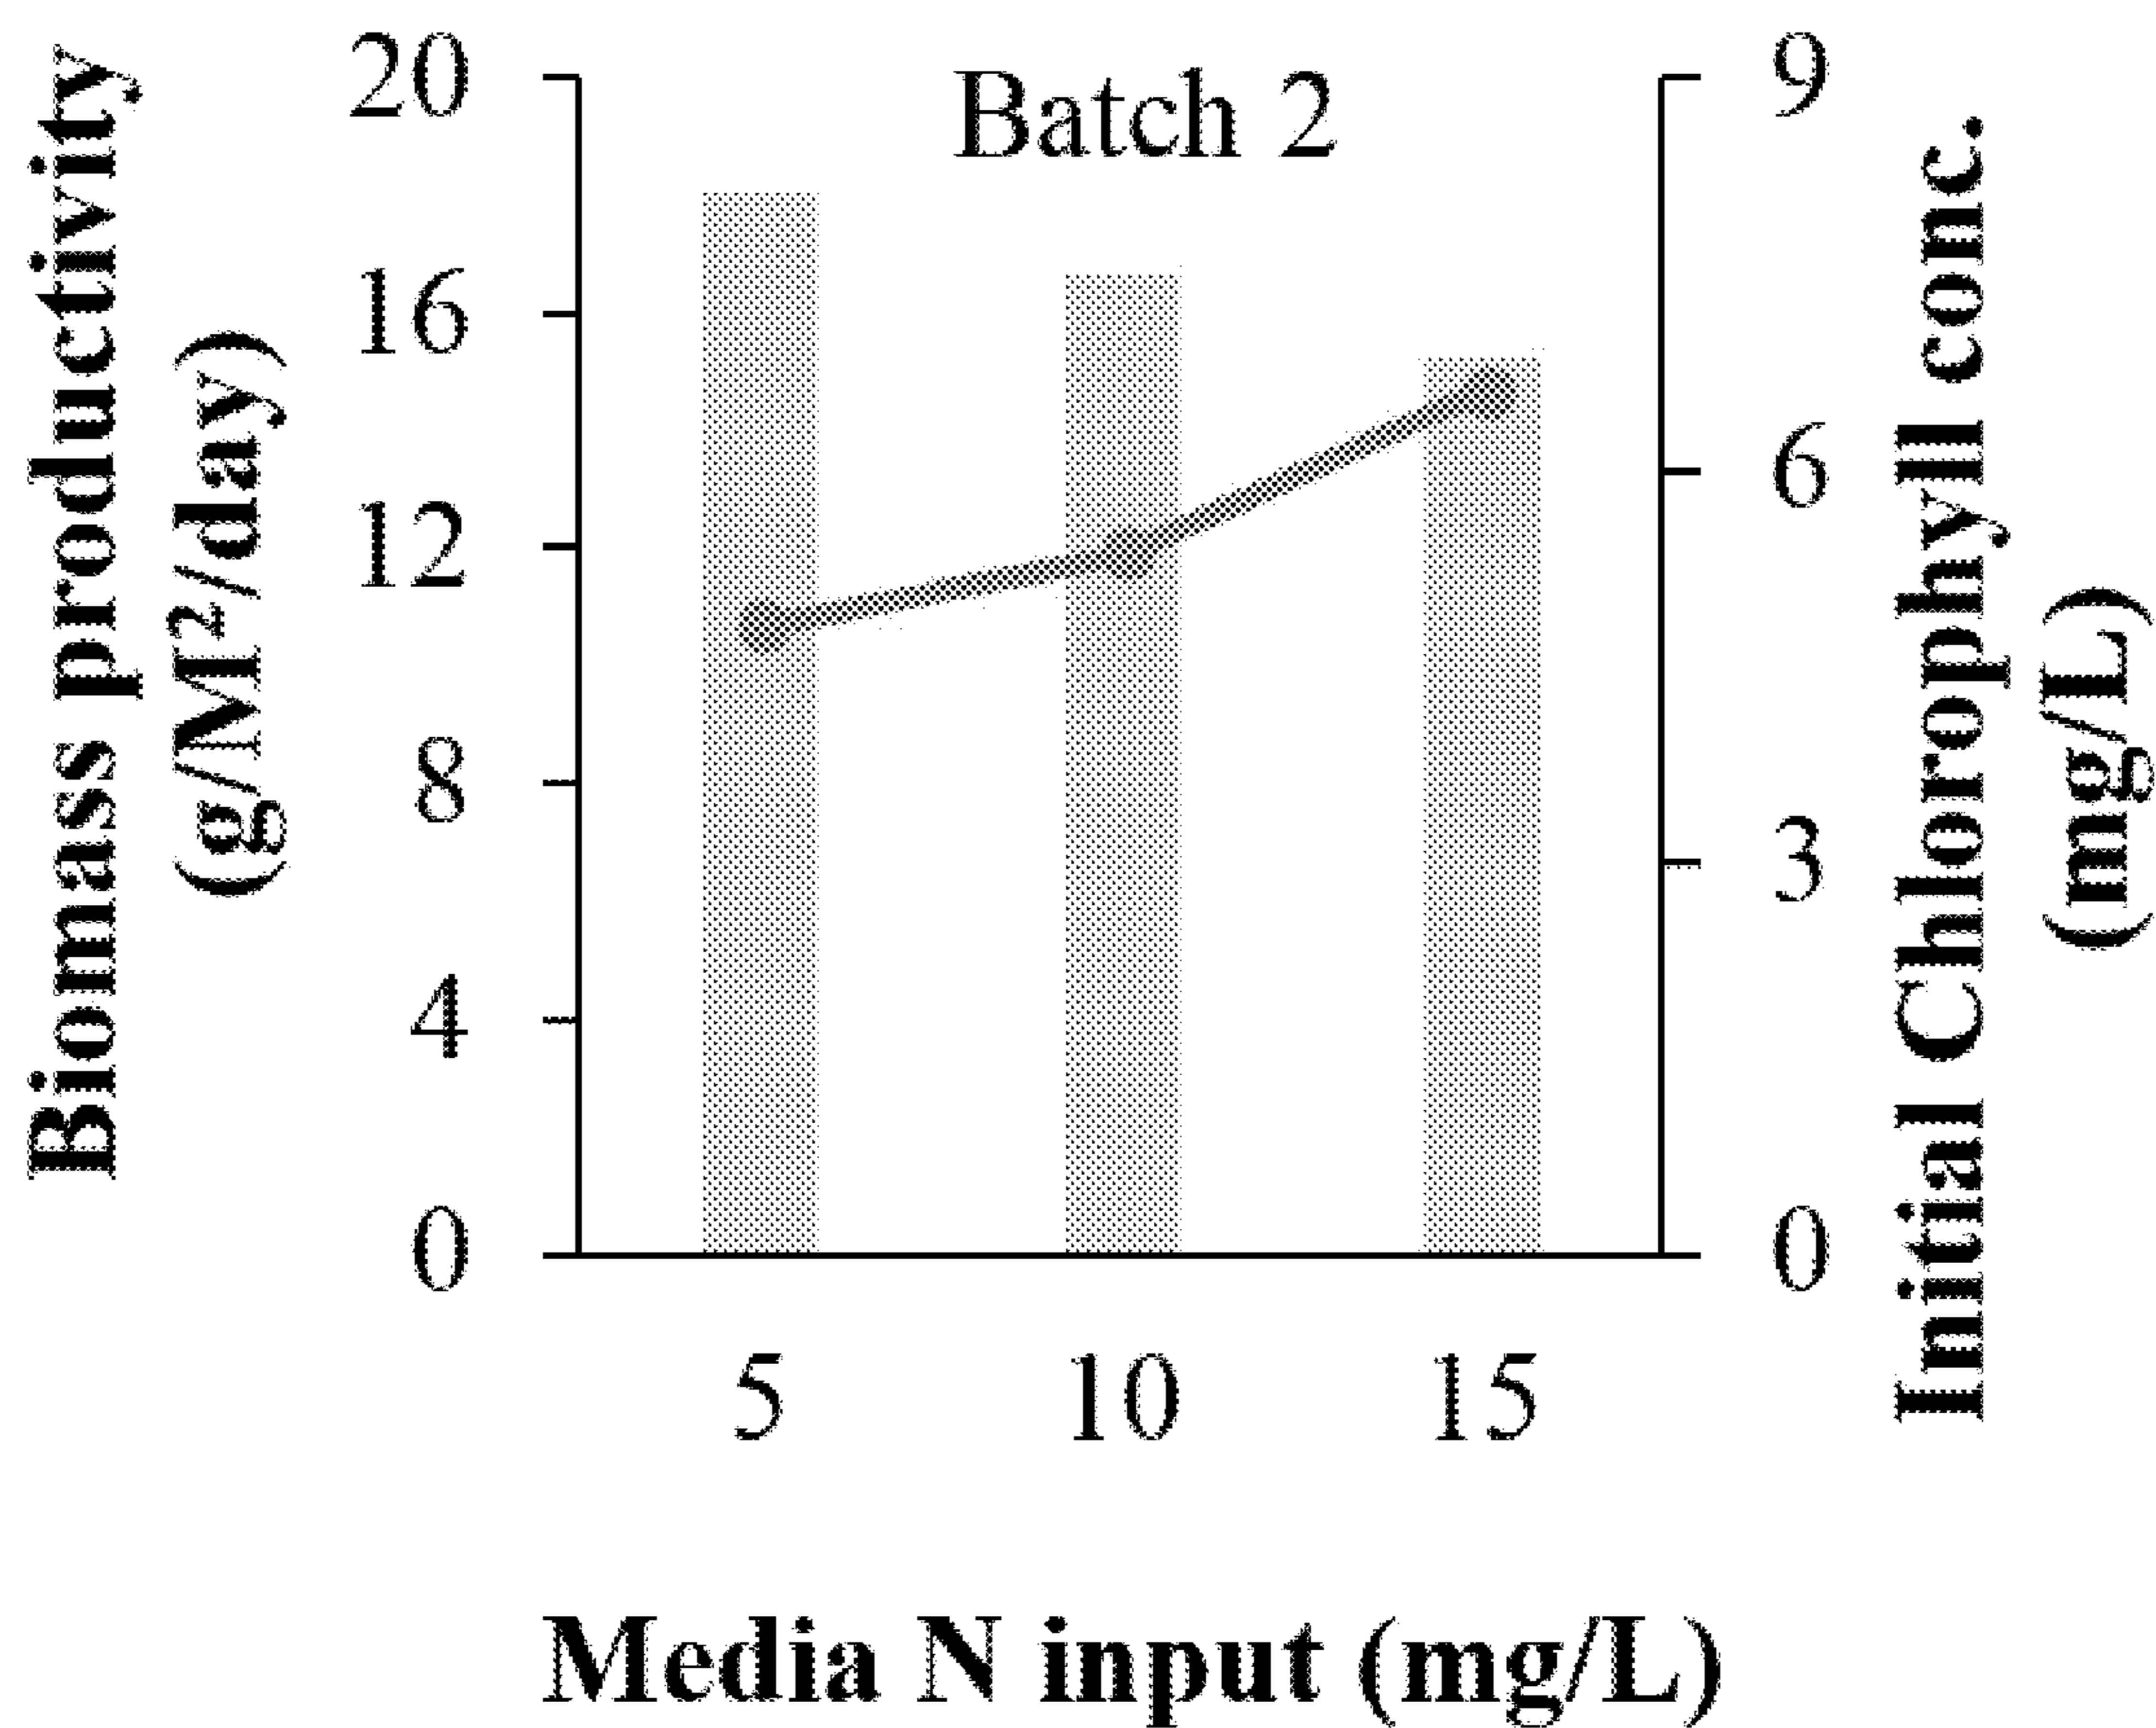 Batch 2
Biomass productivity
(g/M²/day)
20
16
12
8
4
0
9
6
3
0
Initial Chlorophyll conc.
(mg/L)
5 10 15
Media N input (mg/L)